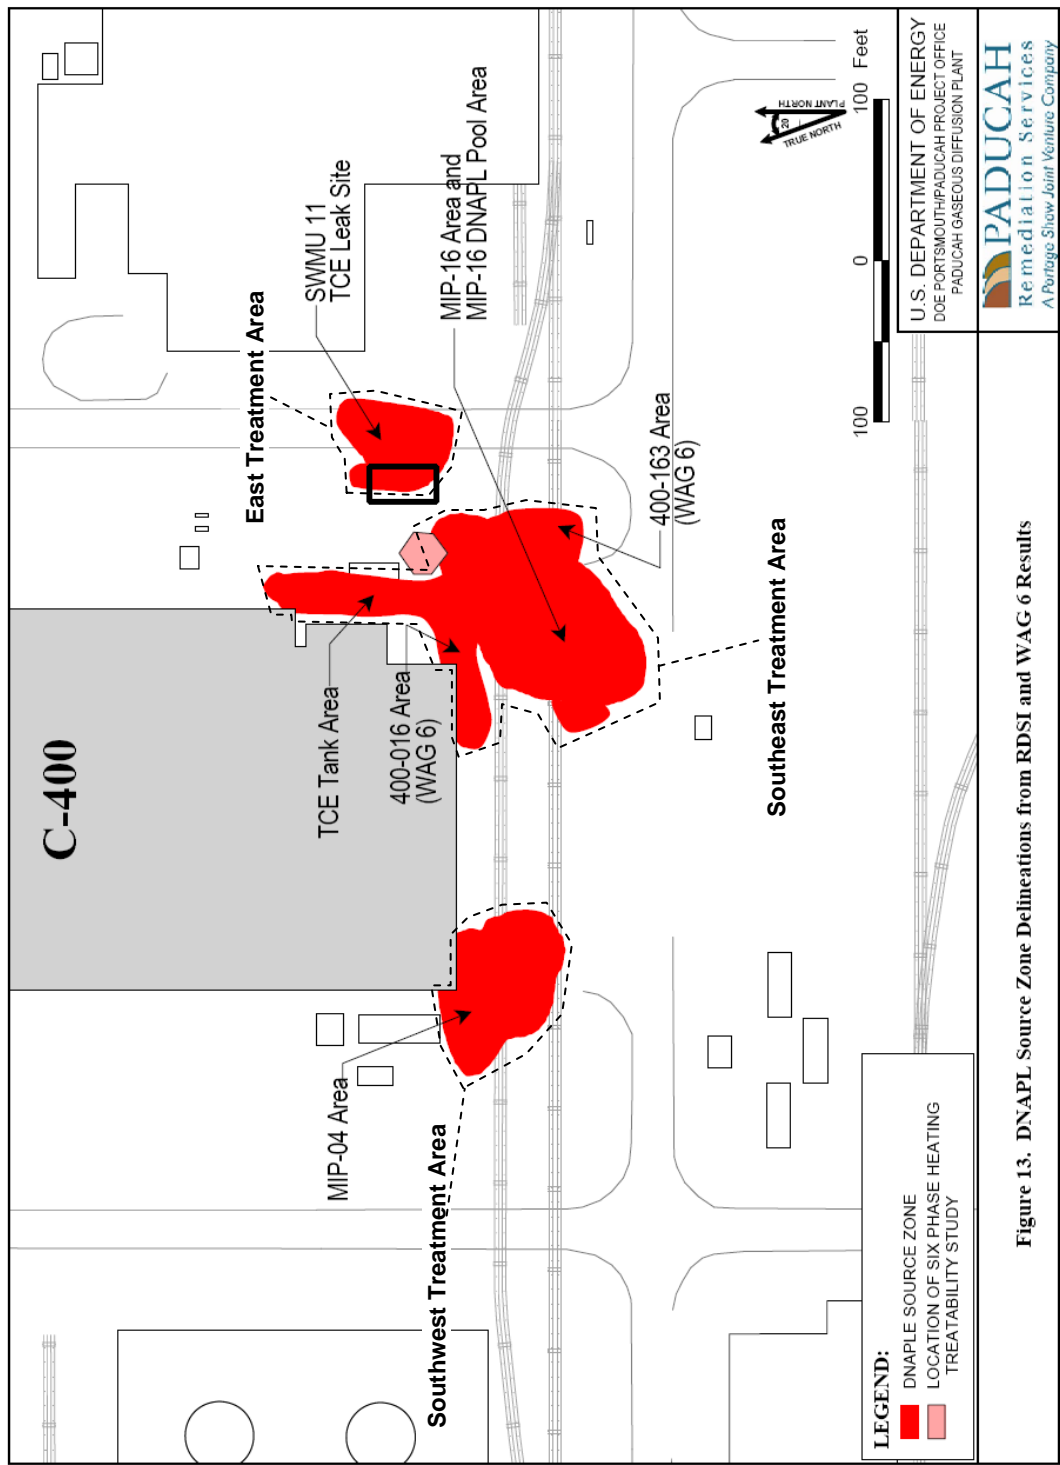 C-400
East Treatment Area
SWMU 11
TCE Leak Site
MIP-16 Area and
MIP-16 DNAPL Pool Area
TCE Tank Area
400-016 Area
(WAG 6)
400-163 Area
(WAG 6)
MIP-04 Area
Southwest Treatment Area
Southeast Treatment Area
PLANT NORTH
20
TRUE NORTH
100
0
100 Feet
LEGEND:
DNAPLE SOURCE ZONE
LOCATION OF SIX PHASE HEATING
TREATABILITY STUDY
U.S. DEPARTMENT OF ENERGY
DOE PORTSMOUTH/PADUCAH PROJECT OFFICE
PADUCAH GASEOUS DIFFUSION PLANT
PADUCAH
Remediation Services
A Portage Shaw Joint Venture Company
Figure 13. DNAPL Source Zone Delineations from RDSI and WAG 6 Results